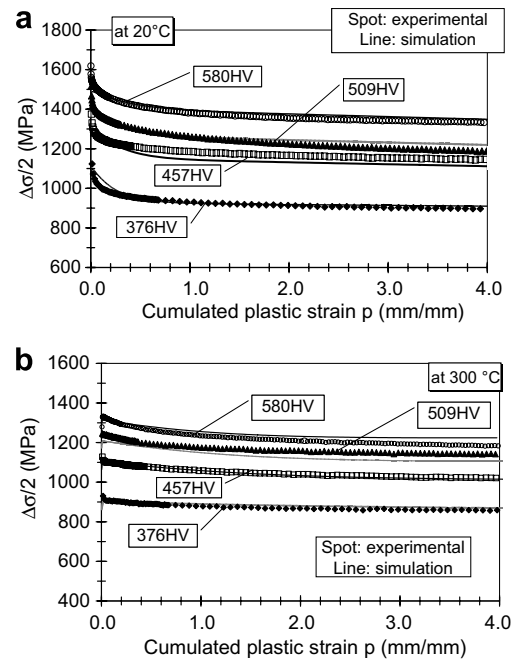 a
at 20°C
Spot: experimental
Line: simulation
580HV
509HV
457HV
376HV
1800
1600
1400
1200
1000
800
600
Δσ/2 (MPa)
0.0 1.0 2.0 3.0 4.0
Cumulated plastic strain p (mm/mm)
b
at 300 °C
580HV
509HV
457HV
376HV
Spot: experimental
Line: simulation
1600
1400
1200
1000
800
600
400
Δσ/2 (MPa)
0.0 1.0 2.0 3.0 4.0
Cumulated plastic strain p (mm/mm)